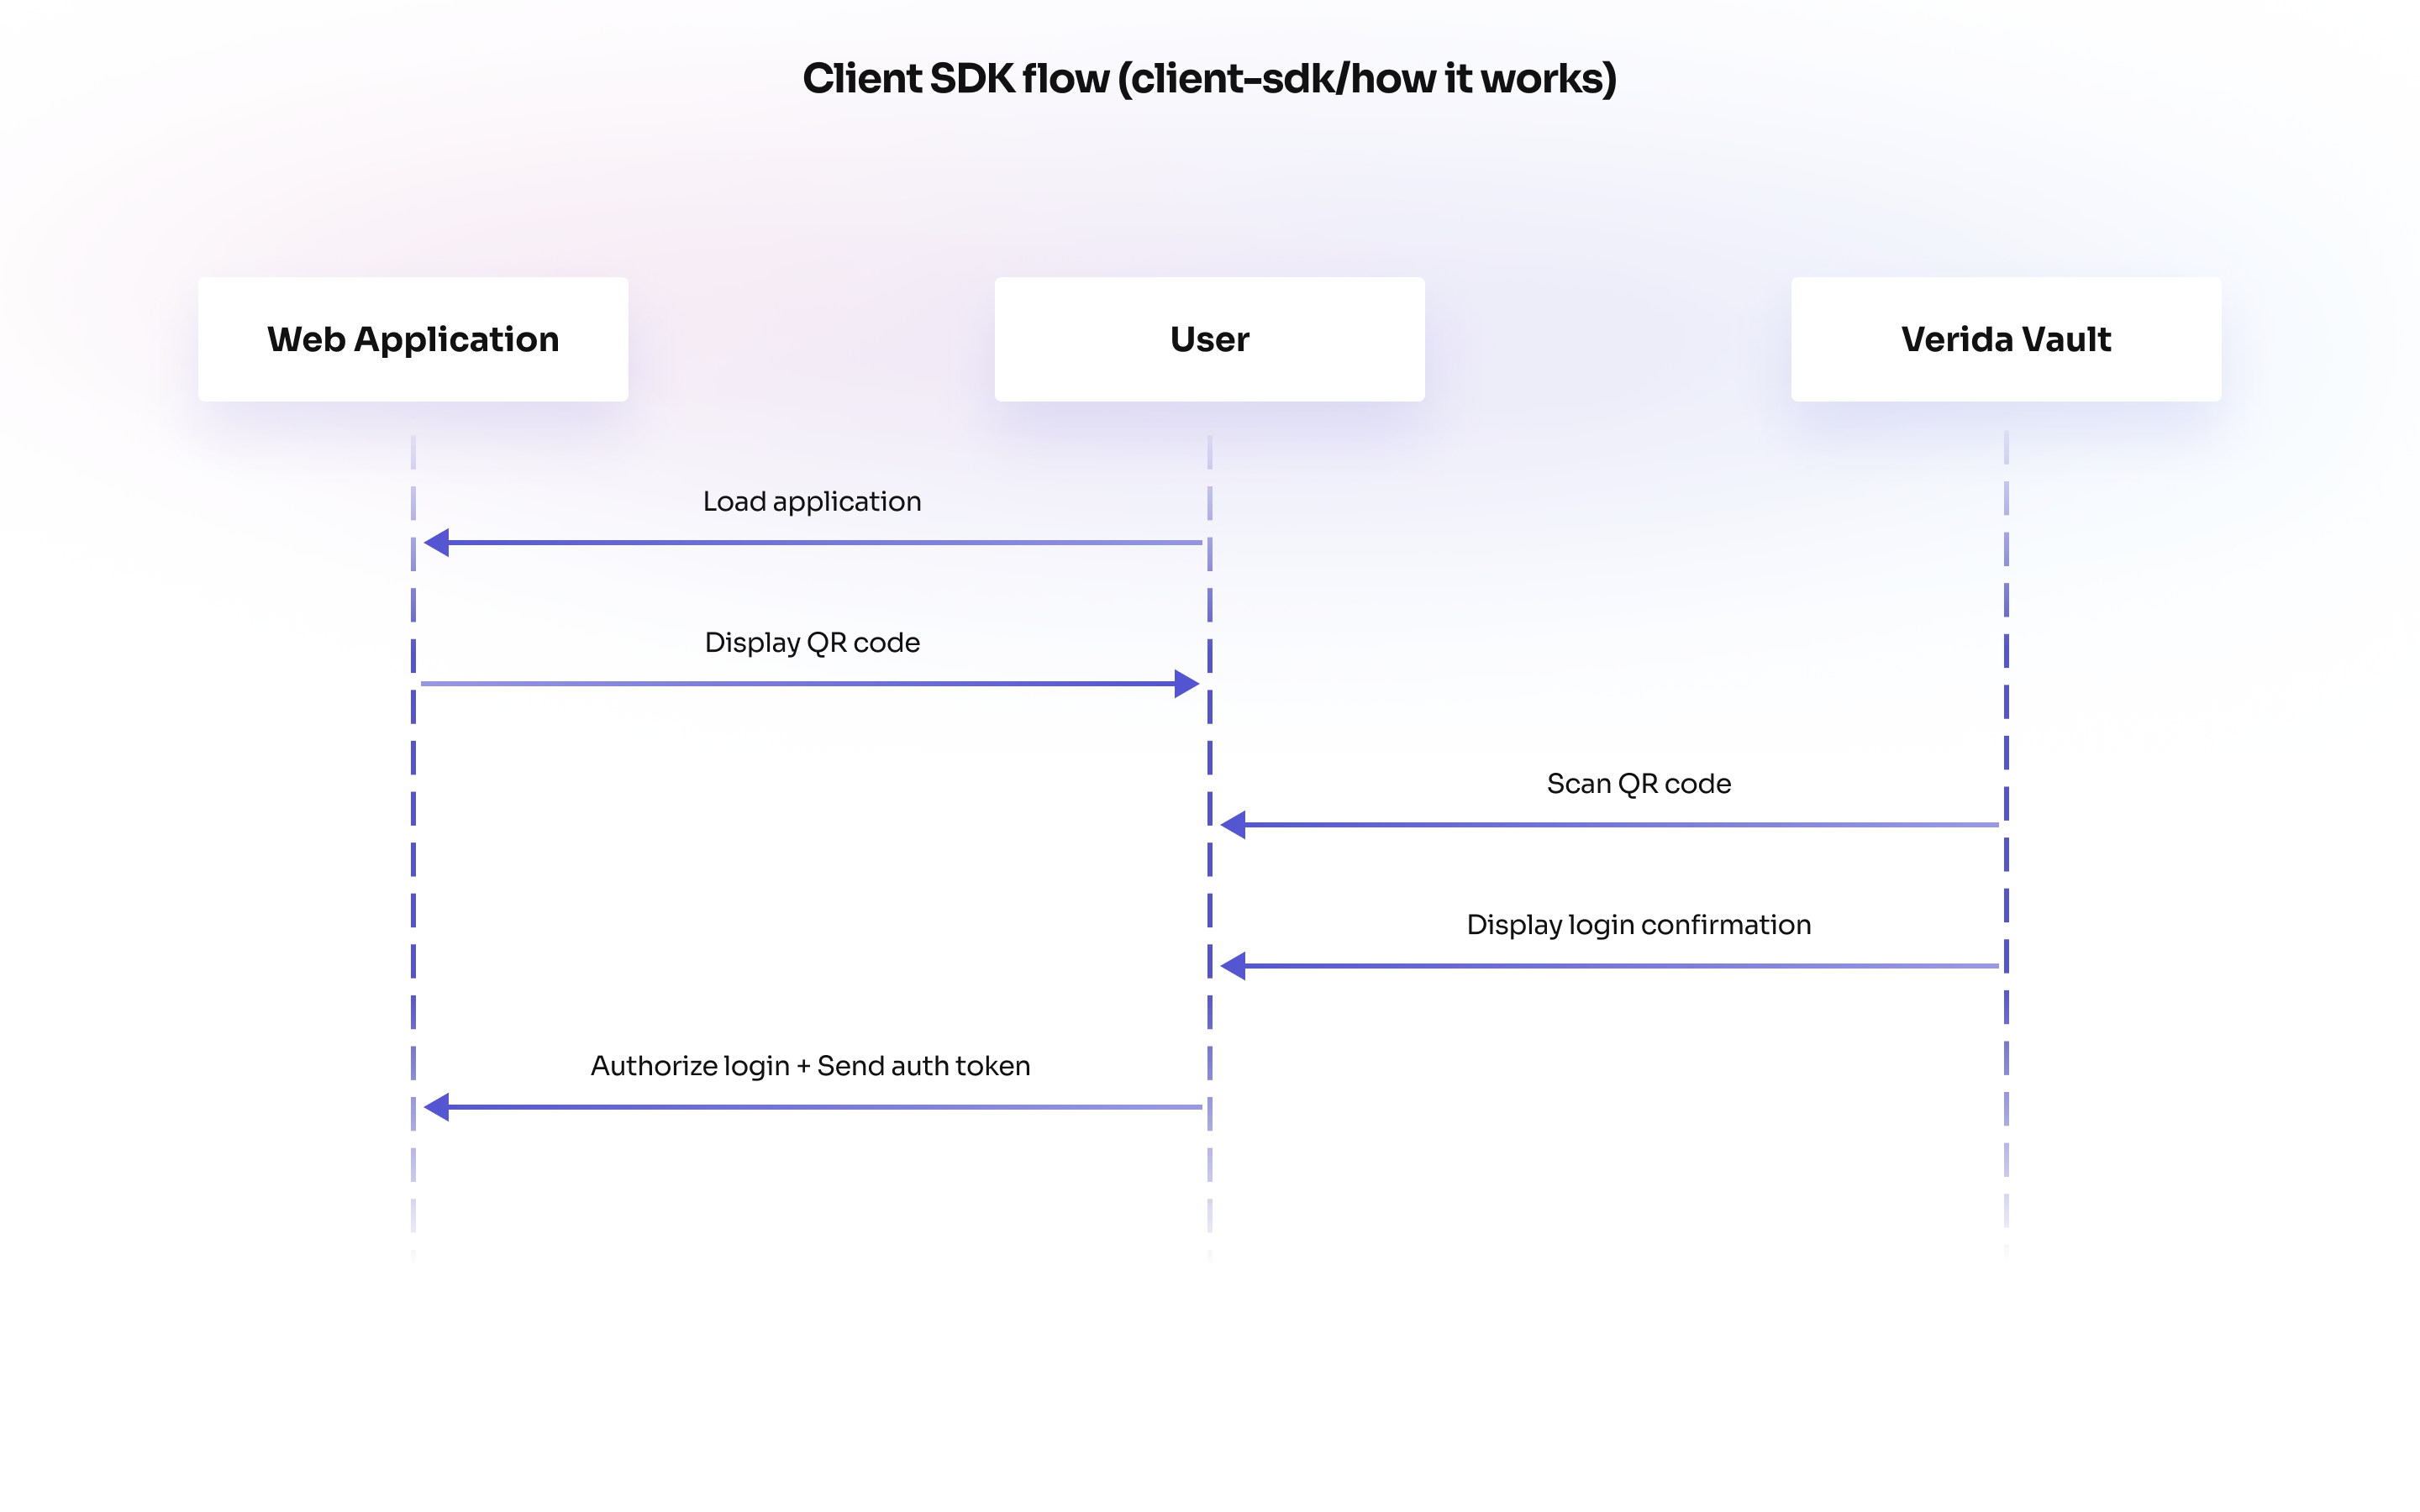 Client SDK flow (client-sdk/how it works)
Web Application
User
Verida Vault
Load application
Display QR code
Scan QR code
Display login confirmation
Authorize login + Send auth token